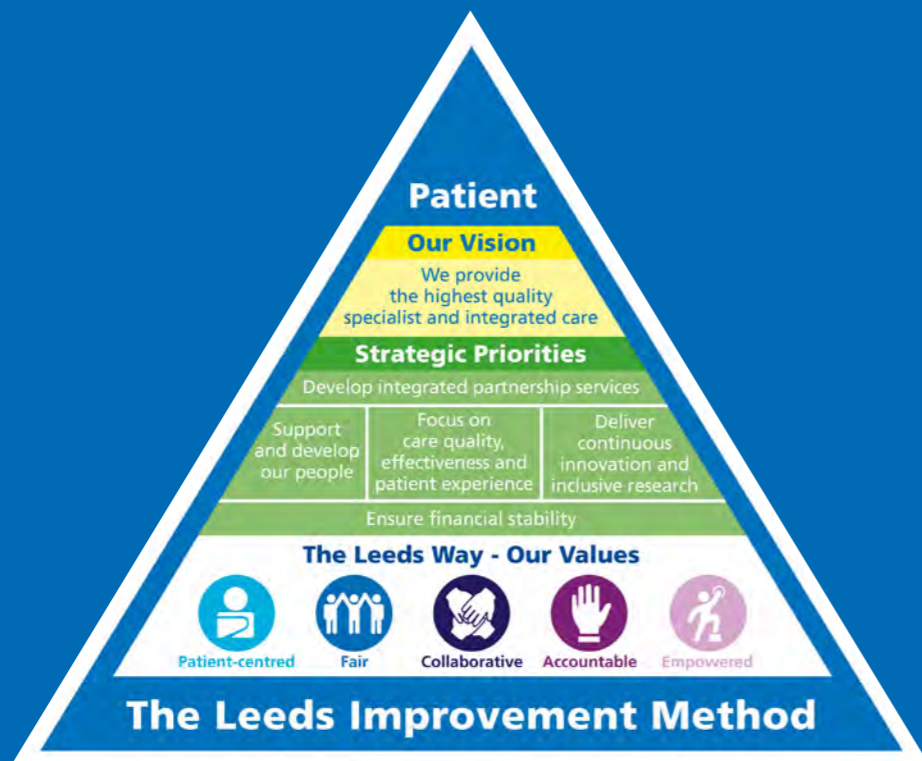 Patient
Our Vision
We provide
the highest quality
specialist and integrated care
Strategic Priorities
Develop integrated partnership services
Support
and develop
our people
Focus on
care quality,
effectiveness and
patient experience
Deliver
continuous
innovation and
inclusive research
Ensure financial stability
The Leeds Way - Our Values
Patient-centred
Fair
Collaborative
Accountable
Empowered
The Leeds Improvement Method